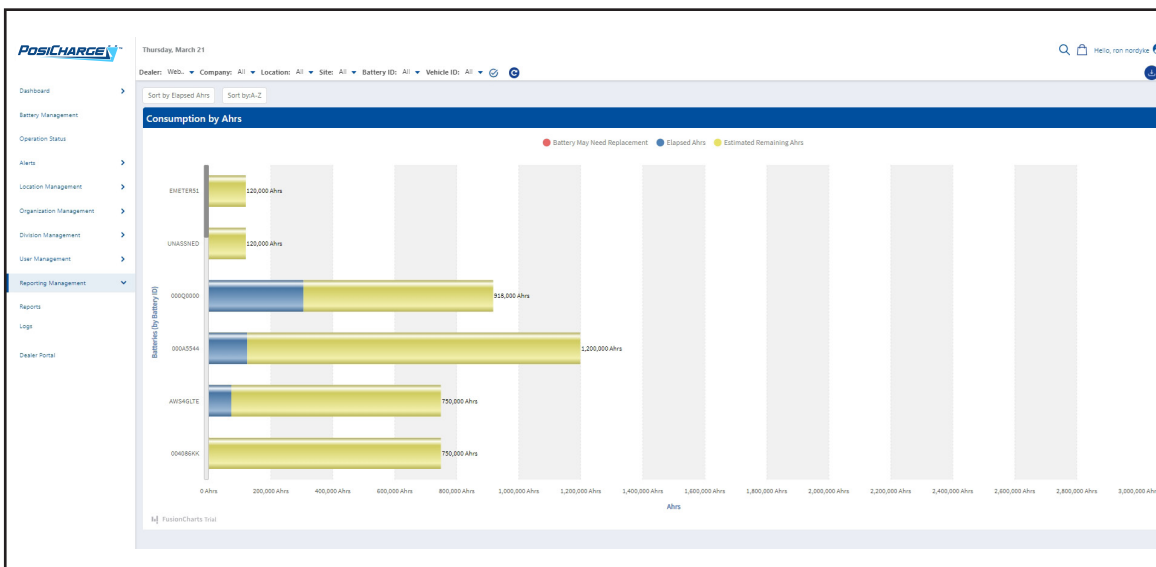 POSICHARGE™
Thursday, March 21
Hello, ron nordyke
Dealer: Web.. Company: All Location: All Site: All Battery ID: All Vehicle ID: All
Dashboard
Battery Management
Operation Status
Alerts
Location Management
Organization Management
Division Management
User Management
Reporting Management
Reports
Logs
Dealer Portal
Sort by Elapsed Ahrs Sort by:A-Z
Consumption by Ahrs
Battery May Need Replacement Elapsed Ahrs Estimated Remaining Ahrs
Batteries (by Battery ID)
EMETER51 120,000 Ahrs
UNASSNED 120,000 Ahrs
000Q0000 918,000 Ahrs
000A5544 1,200,000 Ahrs
AWS4GLTE 750,000 Ahrs
004086KK 750,000 Ahrs
0 Ahrs 200,000 Ahrs 400,000 Ahrs 600,000 Ahrs 800,000 Ahrs 1,000,000 Ahrs 1,200,000 Ahrs 1,400,000 Ahrs 1,600,000 Ahrs 1,800,000 Ahrs 2,000,000 Ahrs 2,200,000 Ahrs 2,400,000 Ahrs 2,600,000 Ahrs 2,800,000 Ahrs 3,000,000 Ahr
Ahrs
FusionCharts Trial